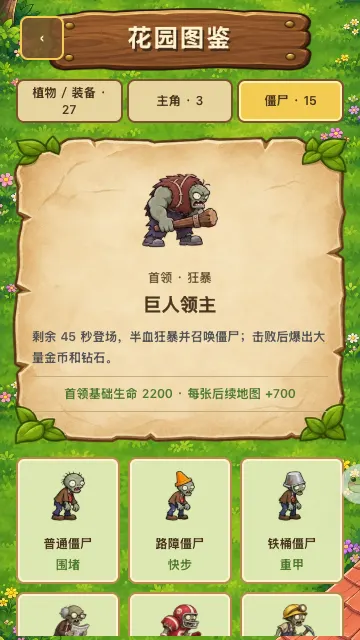 ‹
花园图鉴
植物 / 装备 ·
27
主角 · 3
僵尸 · 15
首领 · 狂暴
巨人领主
剩余 45 秒登场，半血狂暴并召唤僵尸；击败后爆出大
量金币和钻石。
首领基础生命 2200 · 每张后续地图 +700
普通僵尸
围堵
路障僵尸
快步
铁桶僵尸
重甲